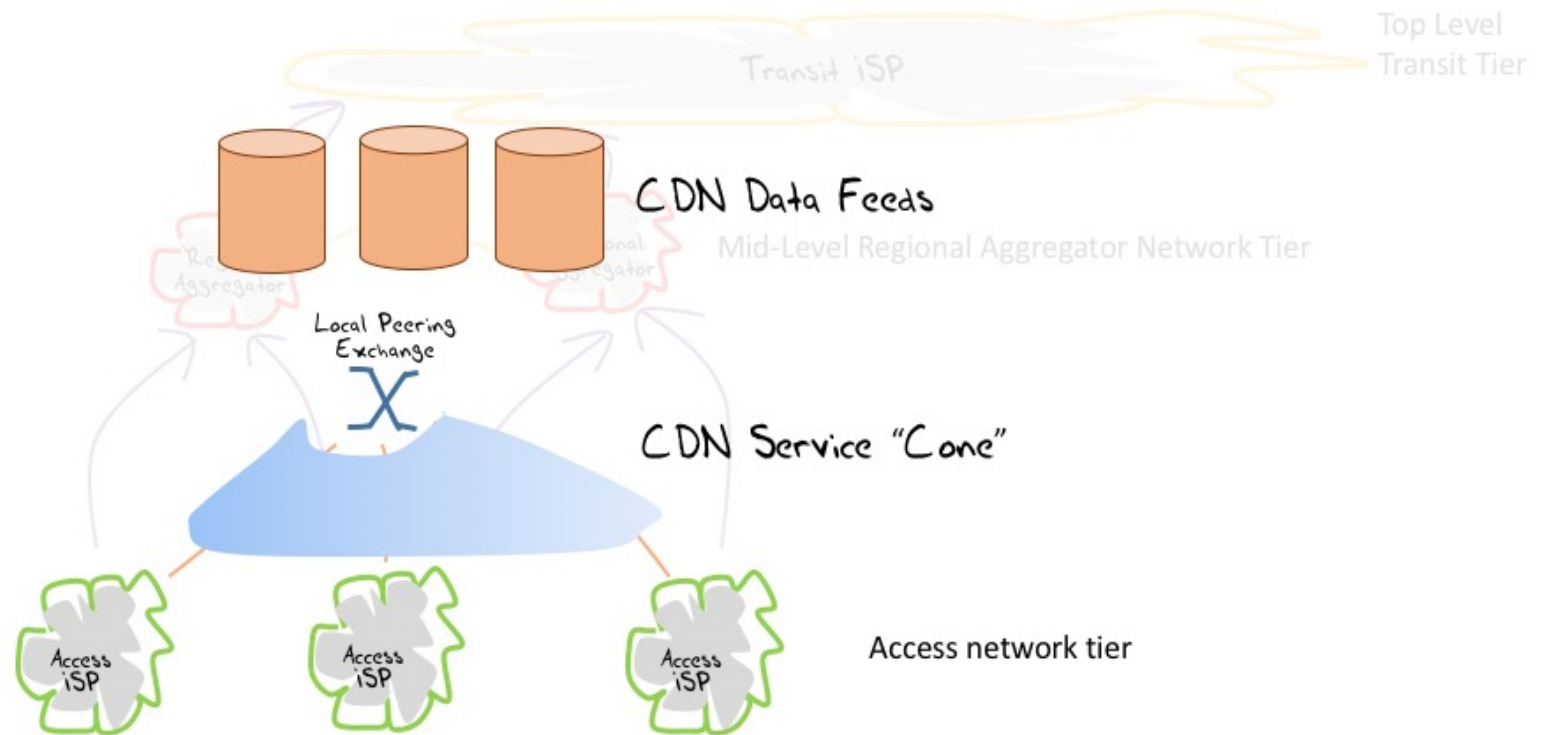 Top Level
Transit Tier
Transit iSP
CDN Data Feeds
Mid-Level Regional Aggregator Network Tier
Aggregator
Local Peering
Exchange
CDN Service “Cone”
Access
iSP
Access
iSP
Access
iSP
Access network tier